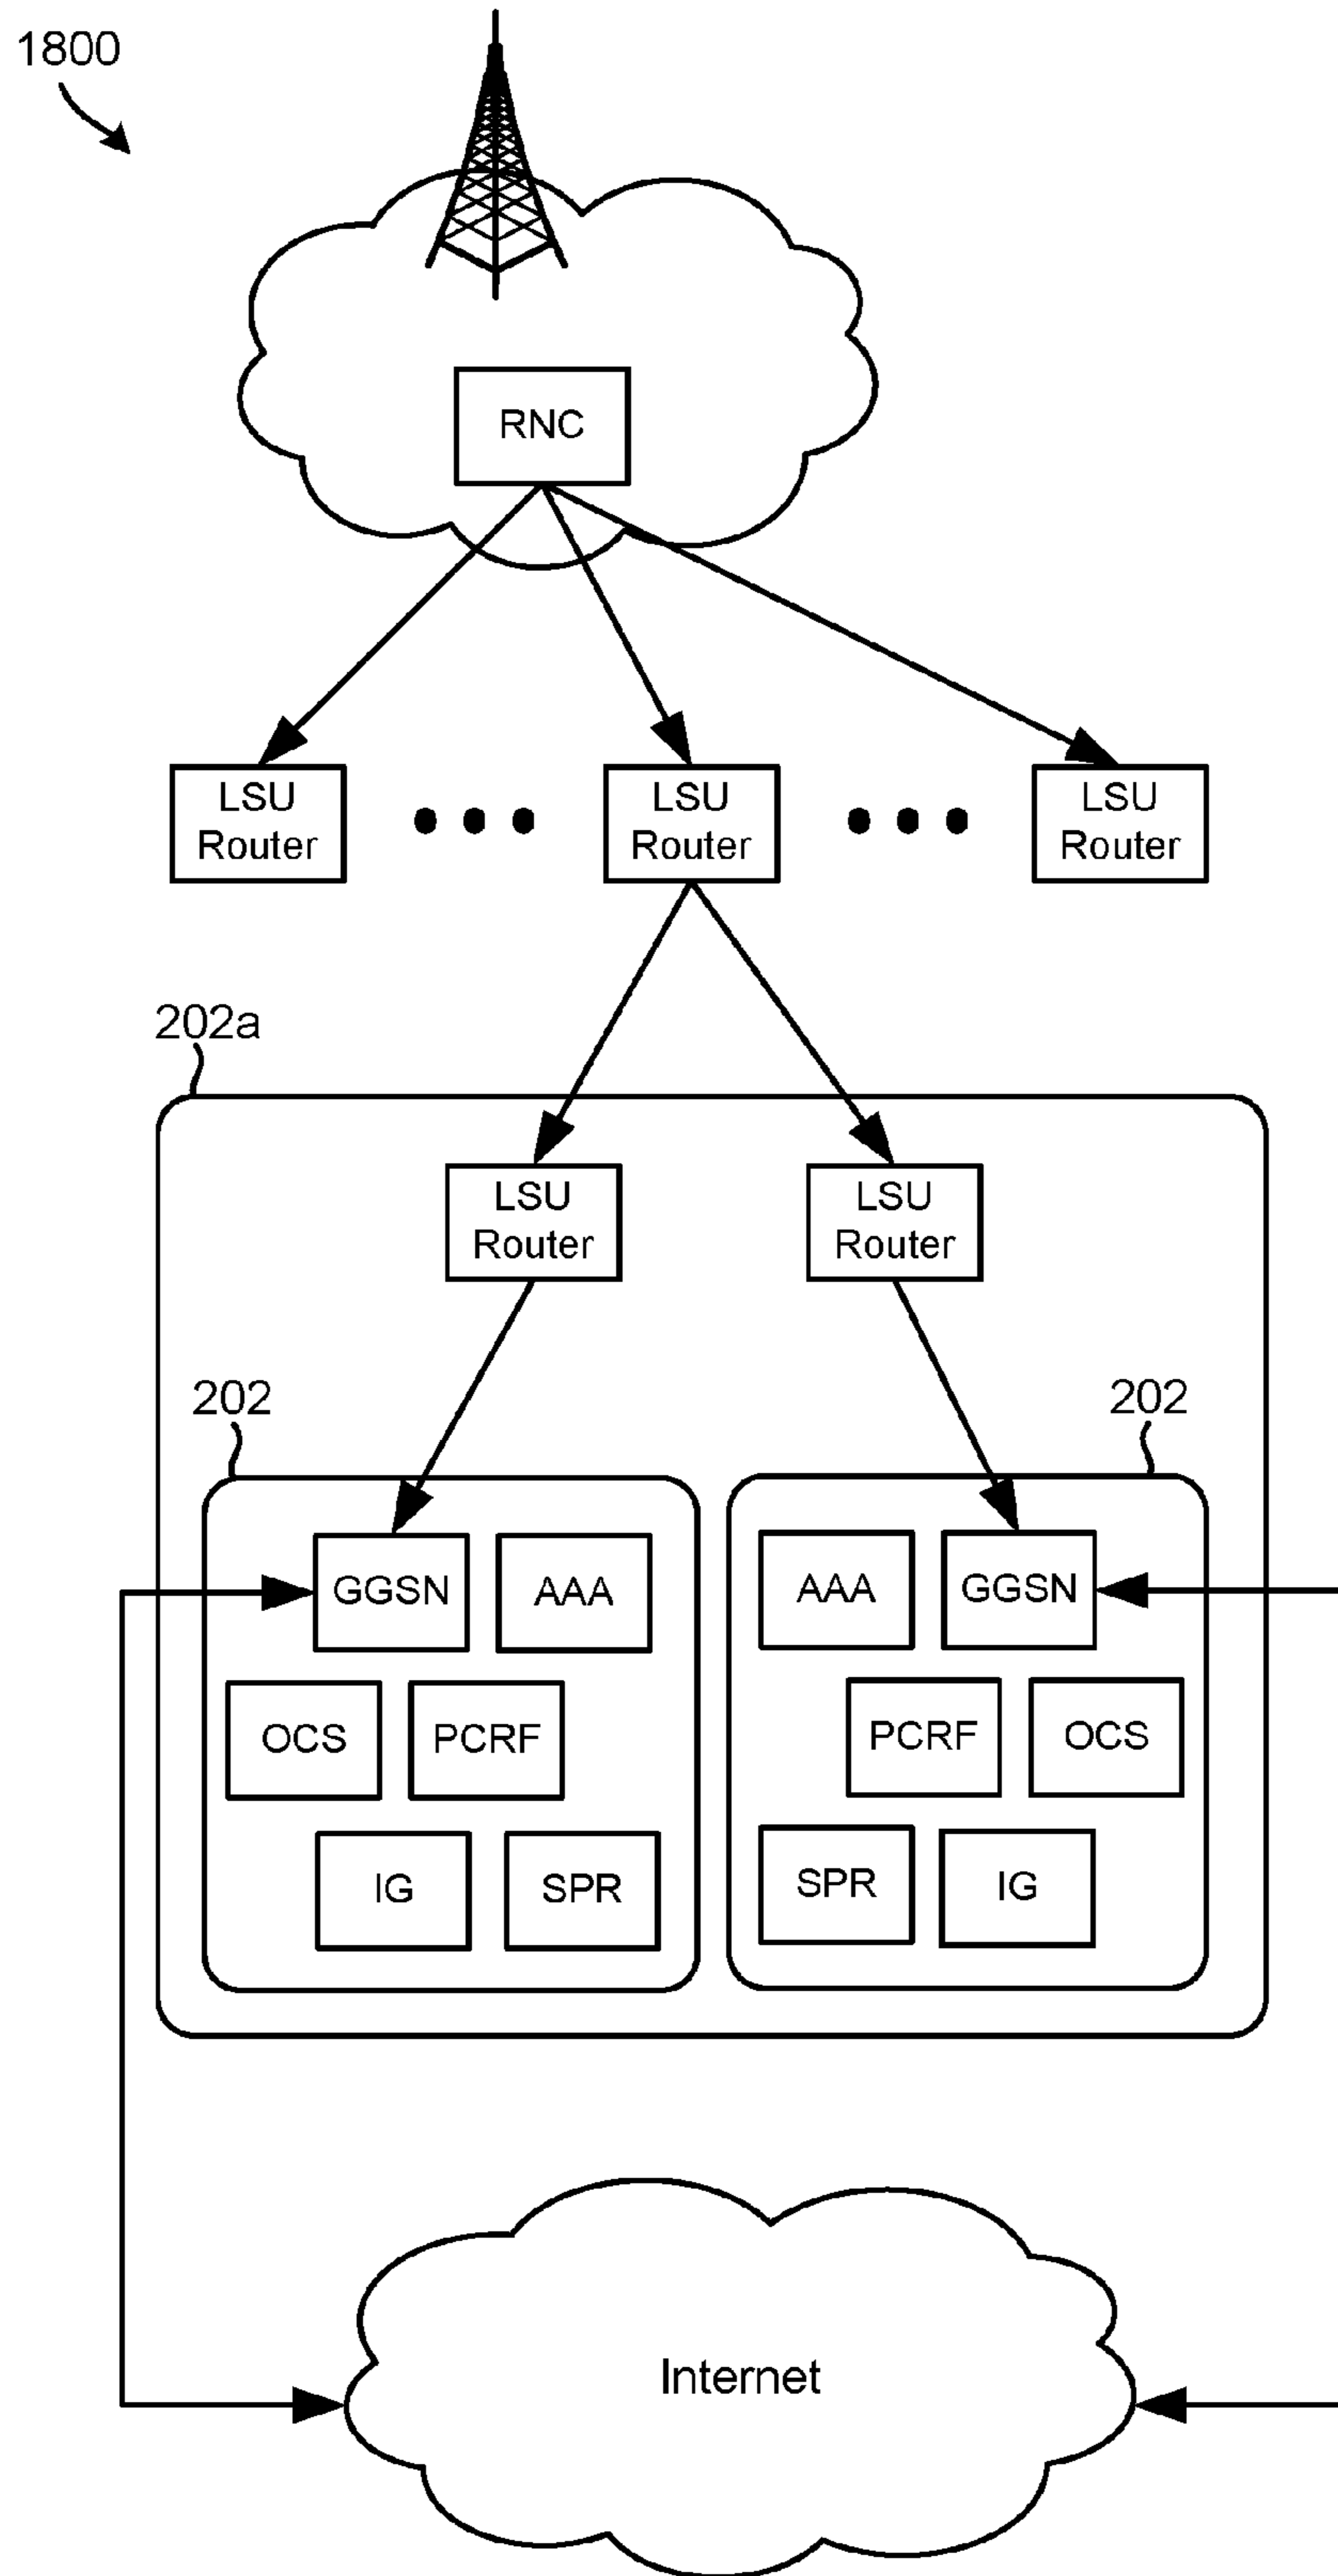 1800
RNC
LSU
Router
LSU
Router
LSU
Router
202a
LSU
Router
LSU
Router
202
202
GGSN
AAA
OCS
PCRF
IG
SPR
AAA
GGSN
PCRF
OCS
SPR
IG
Internet